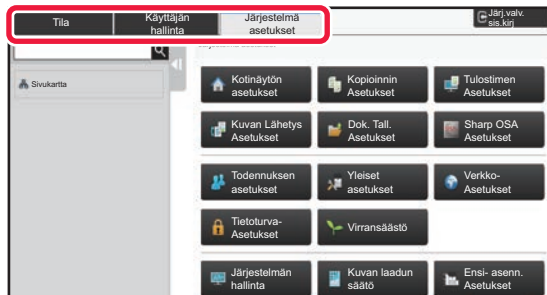 Tila
Käyttäjän
hallinta
Järjestelmä
asetukset
Järj.valv.
sis.kirj
Sivukartta
Kotinäytön
asetukset
Kopioinnin
Asetukset
Tulostimen
Asetukset
Kuvan Lähetys
Asetukset
Dok. Tall.
Asetukset
Sharp OSA
Asetukset
Todennuksen
asetukset
Yleiset
asetukset
Verkko-
Asetukset
Tietoturva-
Asetukset
Virransäästö
Järjestelmän
hallinta
Kuvan laadun
säätö
Ensi- asenn.
Asetukset